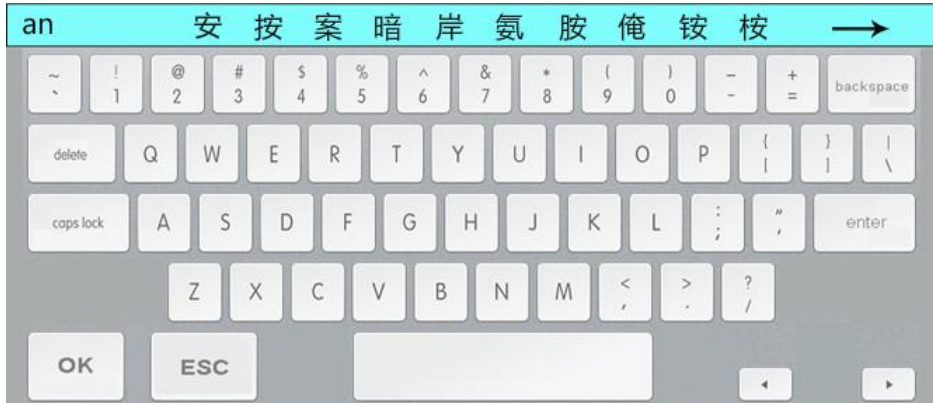 an 安 按 案 暗 岸 氨 胺 俺 铵 桉 →
~ ` ! 1 @ 2 # 3 $ 4 % 5 ^ 6 & 7 * 8 ( 9 ) 0 _ - + = backspace
delete Q W E R T Y U I O P { [ } ] | \
caps lock A S D F G H J K L : ; " ' enter
Z X C V B N M < , > . ? /
OK ESC